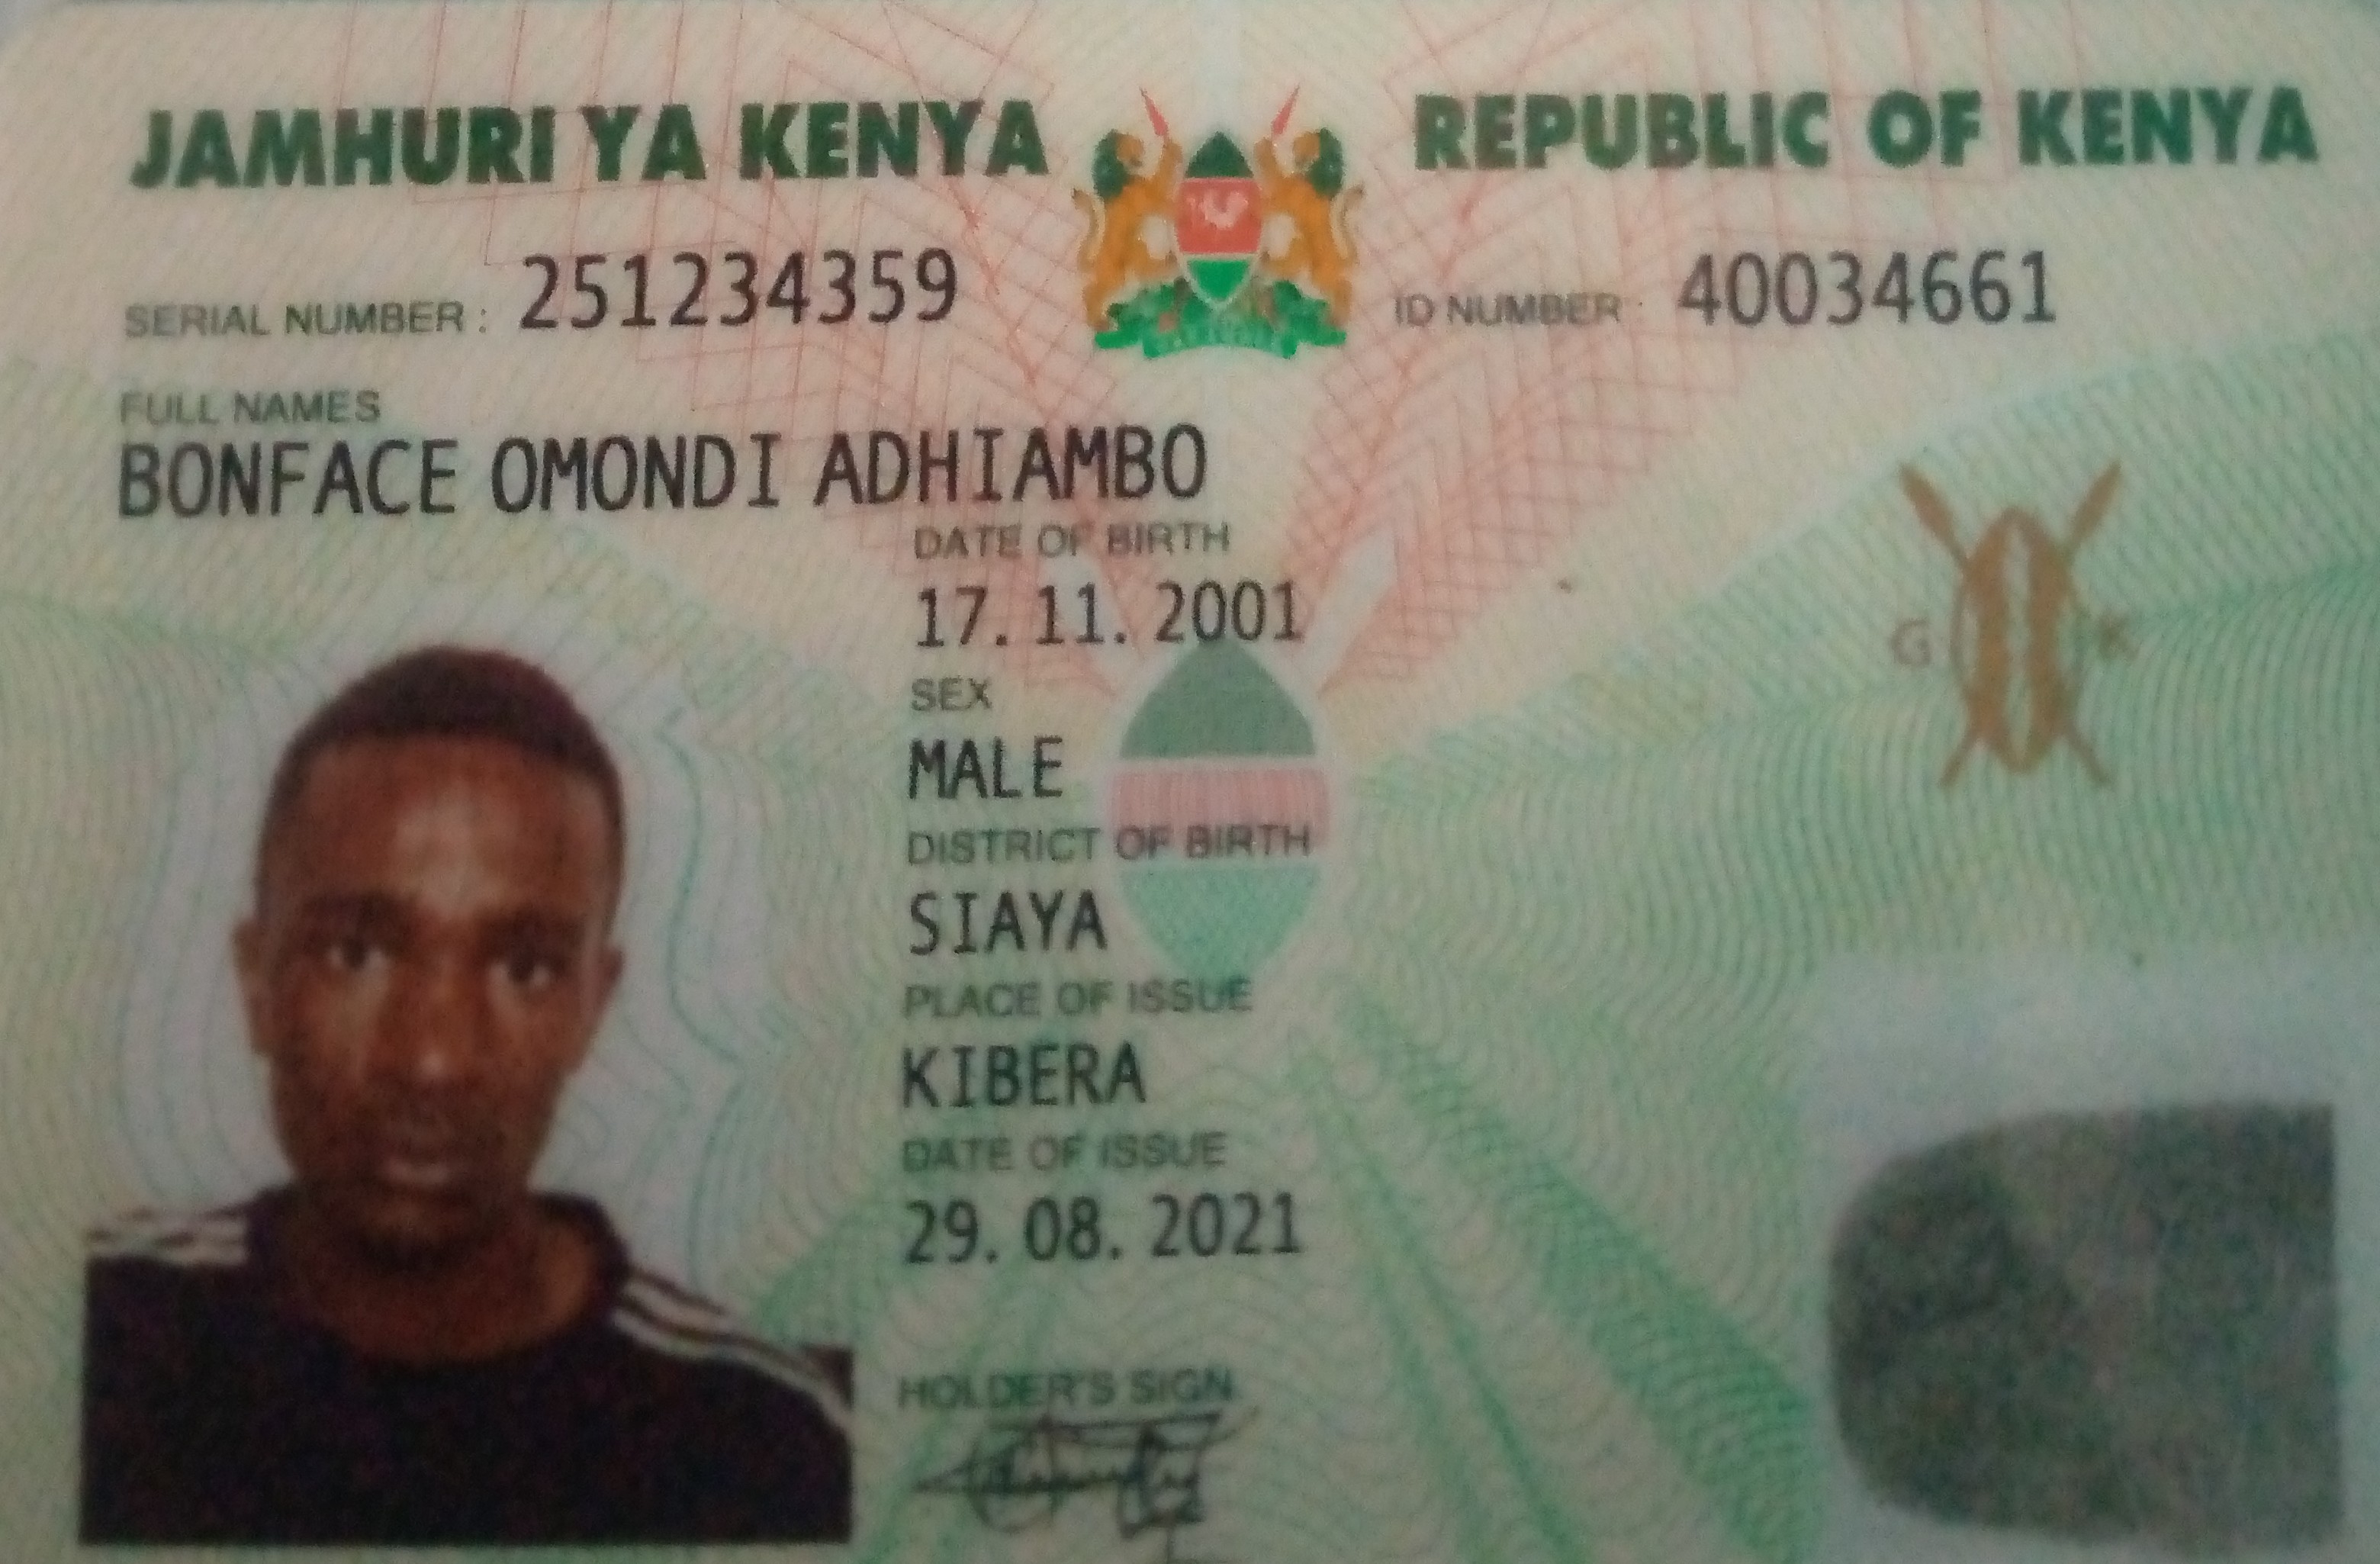 JAMHURI YA KENYA
REPUBLIC OF KENYA
SERIAL NUMBER : 251234359
ID NUMBER : 40034661
FULL NAMES
BONFACE OMONDI ADHIAMBO
DATE OF BIRTH
17. 11. 2001
SEX
MALE
G K
DISTRICT OF BIRTH
SIAYA
PLACE OF ISSUE
KIBERA
DATE OF ISSUE
29. 08. 2021
HOLDER'S SIGN